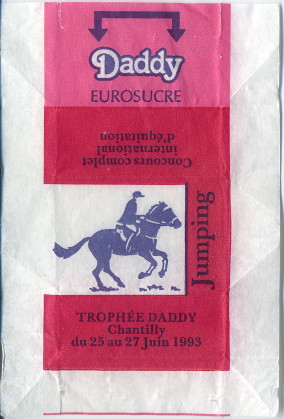 Daddy
EUROSUCRE
Concours complet
international
d'équitation
Jumping
TROPHÉE DADDY
Chantilly
du 25 au 27 Juin 1993